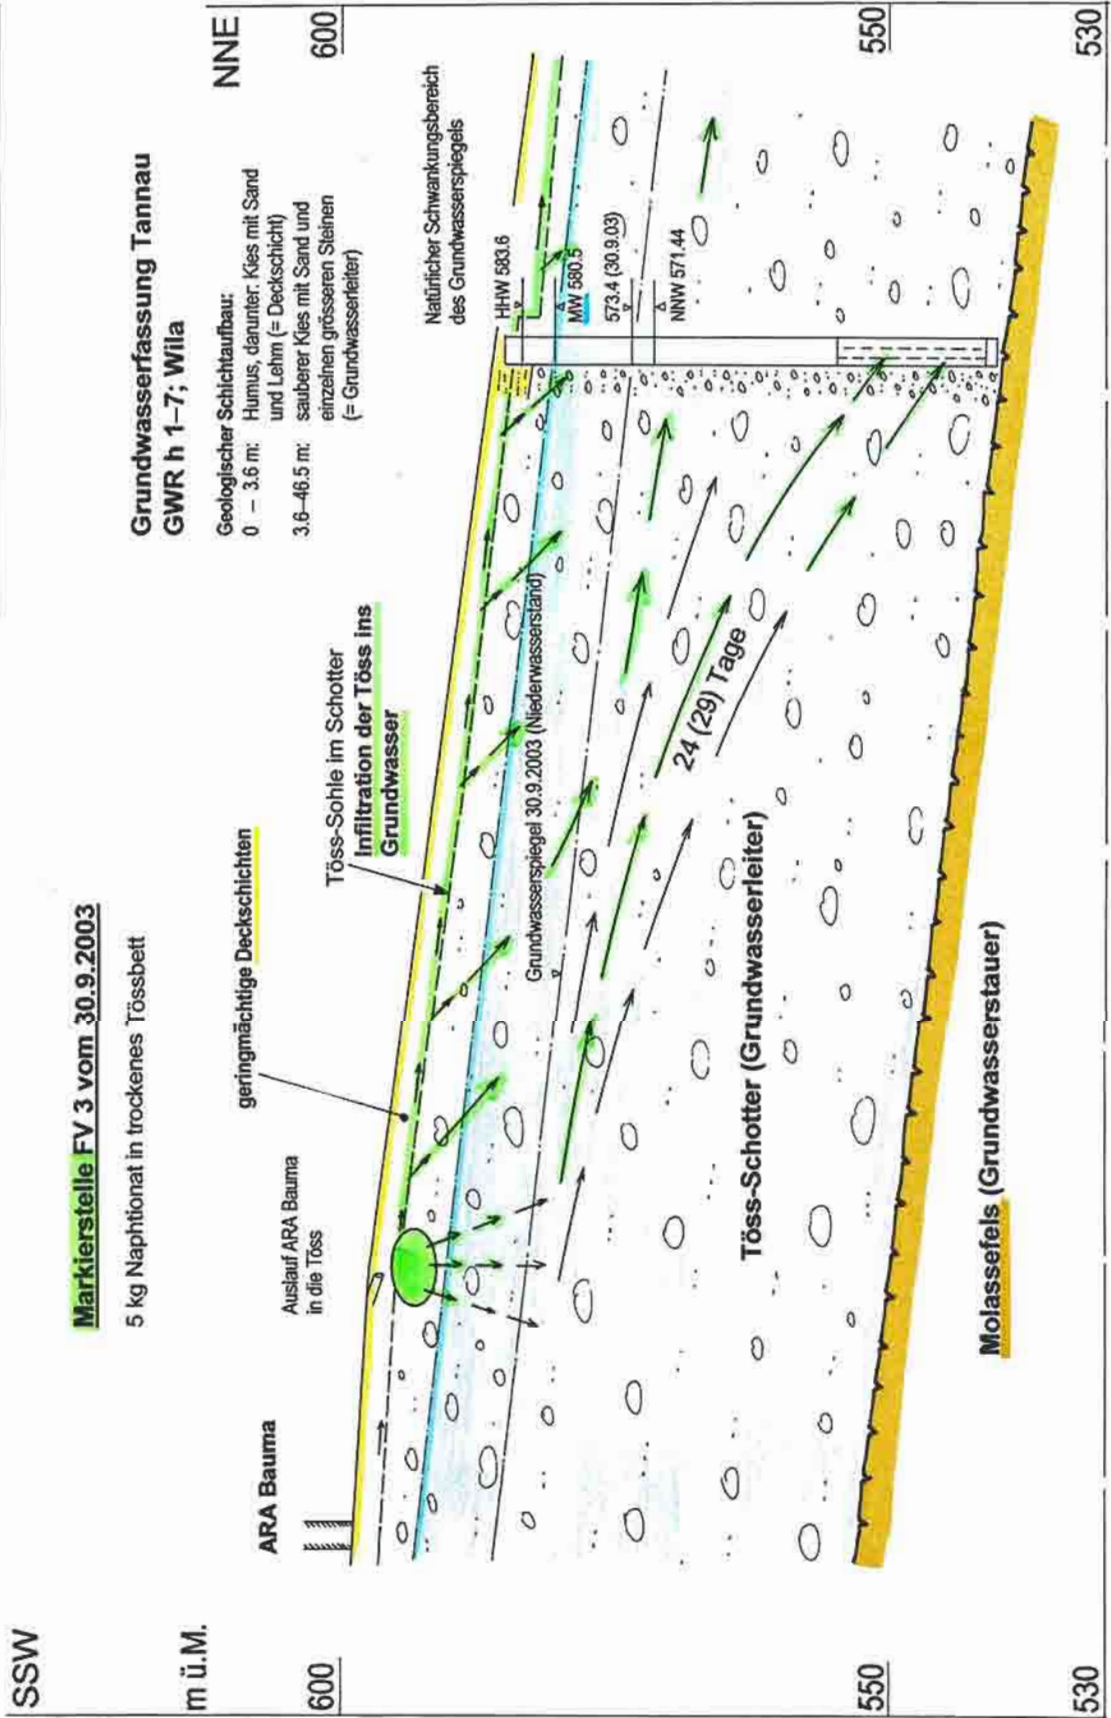 SSW
NNE
m ü.M.
600
600
Markierstelle FV 3 vom 30.9.2003
5 kg Naphtionat in trockenes Tössbett
Grundwasserfassung Tannau
GWR h 1–7; Wila
Geologischer Schichtaufbau:
0 – 3.6 m: Humus, darunter: Kies mit Sand
und Lehm (= Deckschicht)
3.6–46.5 m: sauberer Kies mit Sand und
einzelnen grösseren Steinen
(= Grundwasserleiter)
ARA Bauma
Auslauf ARA Bauma
in die Töss
geringmächtige Deckschichten
Töss-Sohle im Schotter
Infiltration der Töss ins
Grundwasser
Natürlicher Schwankungsbereich
des Grundwasserspiegels
HHW 583.6
MW 580.5
573.4 (30.9.03)
NNW 571.44
Grundwasserspiegel 30.9.2003 (Niederwasserstand)
24 (29) Tage
Töss-Schotter (Grundwasserleiter)
550
550
Molassefels (Grundwasserstauer)
530
530